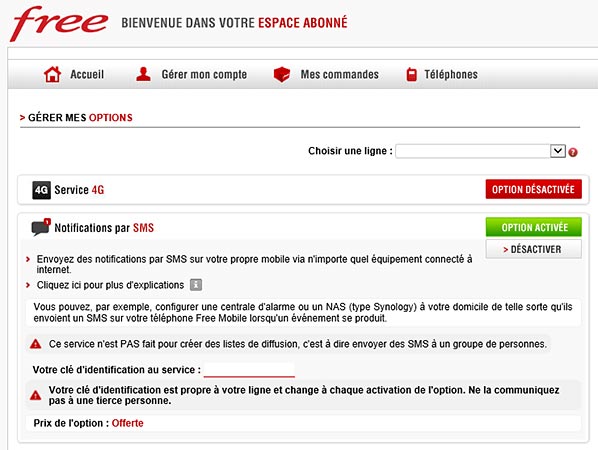 free BIENVENUE DANS VOTRE ESPACE ABONNÉ
Accueil Gérer mon compte Mes commandes Téléphones
> GÉRER MES OPTIONS
Choisir une ligne : ?
4G Service 4G OPTION DÉSACTIVÉE
Notifications par SMS OPTION ACTIVÉE
> DÉSACTIVER
Envoyez des notifications par SMS sur votre propre mobile via n'importe quel équipement connecté à
internet.
Cliquez ici pour plus d'explications i
Vous pouvez, par exemple, configurer une centrale d'alarme ou un NAS (type Synology) à votre domicile de telle sorte qu'ils
envoient un SMS sur votre téléphone Free Mobile lorsqu'un événement se produit.
Ce service n'est PAS fait pour créer des listes de diffusion, c'est à dire envoyer des SMS à un groupe de personnes.
Votre clé d'identification au service :
Votre clé d'identification est propre à votre ligne et change à chaque activation de l'option. Ne la communiquez
pas à une tierce personne.
Prix de l'option : Offerte